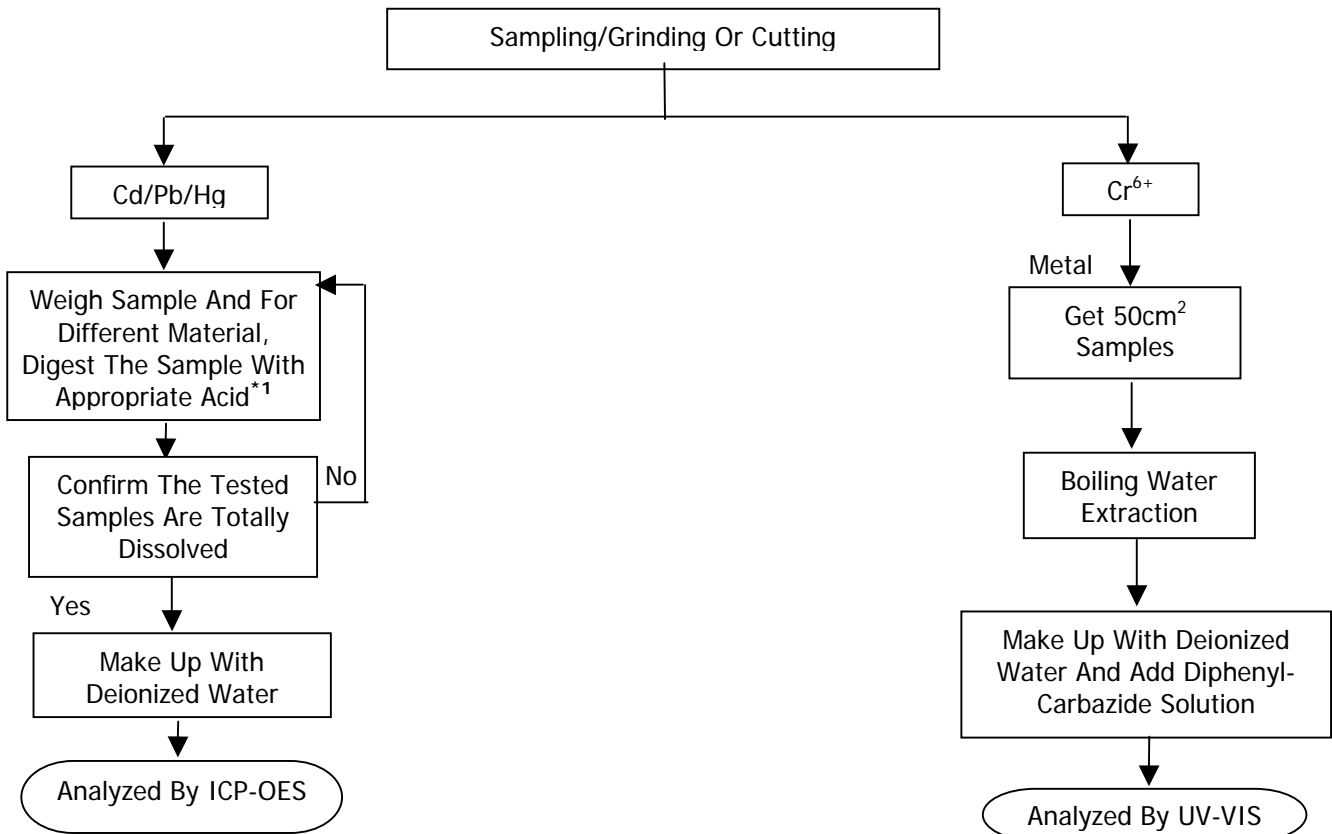 Sampling/Grinding Or Cutting
Cd/Pb/Hg
Weigh Sample And For
Different Material,
Digest The Sample With
Appropriate Acid*1
No
Confirm The Tested
Samples Are Totally
Dissolved
Yes
Make Up With
Deionized Water
Analyzed By ICP-OES
Cr6+
Metal
Get 50cm2
Samples
Boiling Water
Extraction
Make Up With Deionized
Water And Add Diphenyl-
Carbazide Solution
Analyzed By UV-VIS